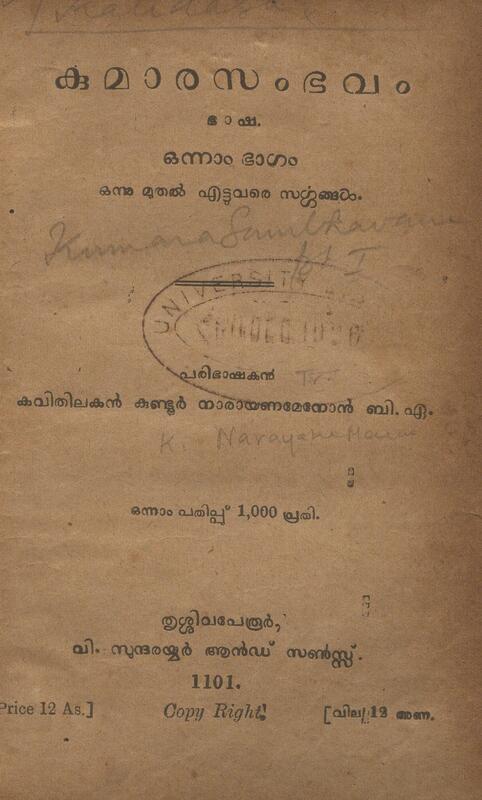 Kalidasa
കുമാരസംഭവം
ഭാഷ.
ഒന്നാം ഭാഗം
ഒന്നു മുതൽ എട്ടുവരെ സൎഗ്ഗങ്ങൾ.
Kumara Sambhavam
pt I
UNIVERSITY
പരിഭാഷകൻ
കവിതിലകൻ കുണ്ടൂർ നാരായണമേനോൻ ബി. ഏ.
K. Narayana Menon
ഒന്നാം പതിപ്പ് 1,000 പ്രതി.
തൃശ്ശിവപേരൂർ,
വി. സുന്ദരയ്യർ ആൻഡ് സൺസ്സ്.
1101.
Price 12 As.] Copy Right. [വില 12 അണ.